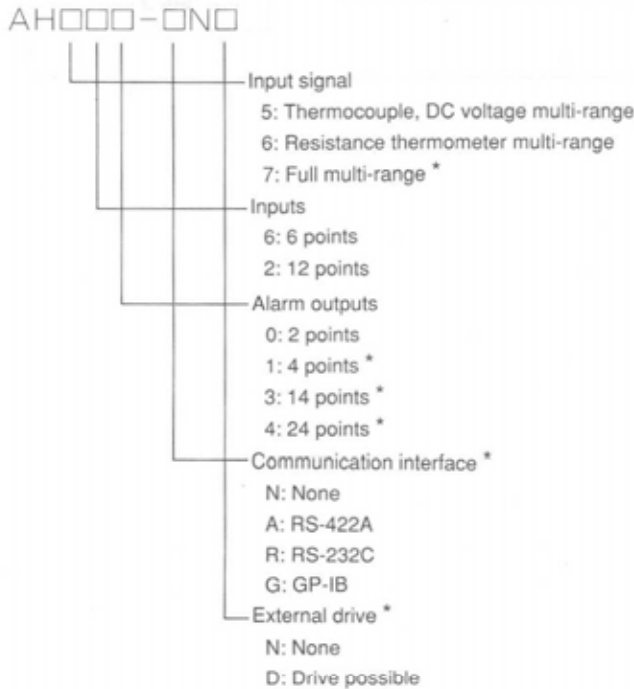 AH□□□-□N□
Input signal
5: Thermocouple, DC voltage multi-range
6: Resistance thermometer multi-range
7: Full multi-range *
Inputs
6: 6 points
2: 12 points
Alarm outputs
0: 2 points
1: 4 points *
3: 14 points *
4: 24 points *
Communication interface *
N: None
A: RS-422A
R: RS-232C
G: GP-IB
External drive *
N: None
D: Drive possible